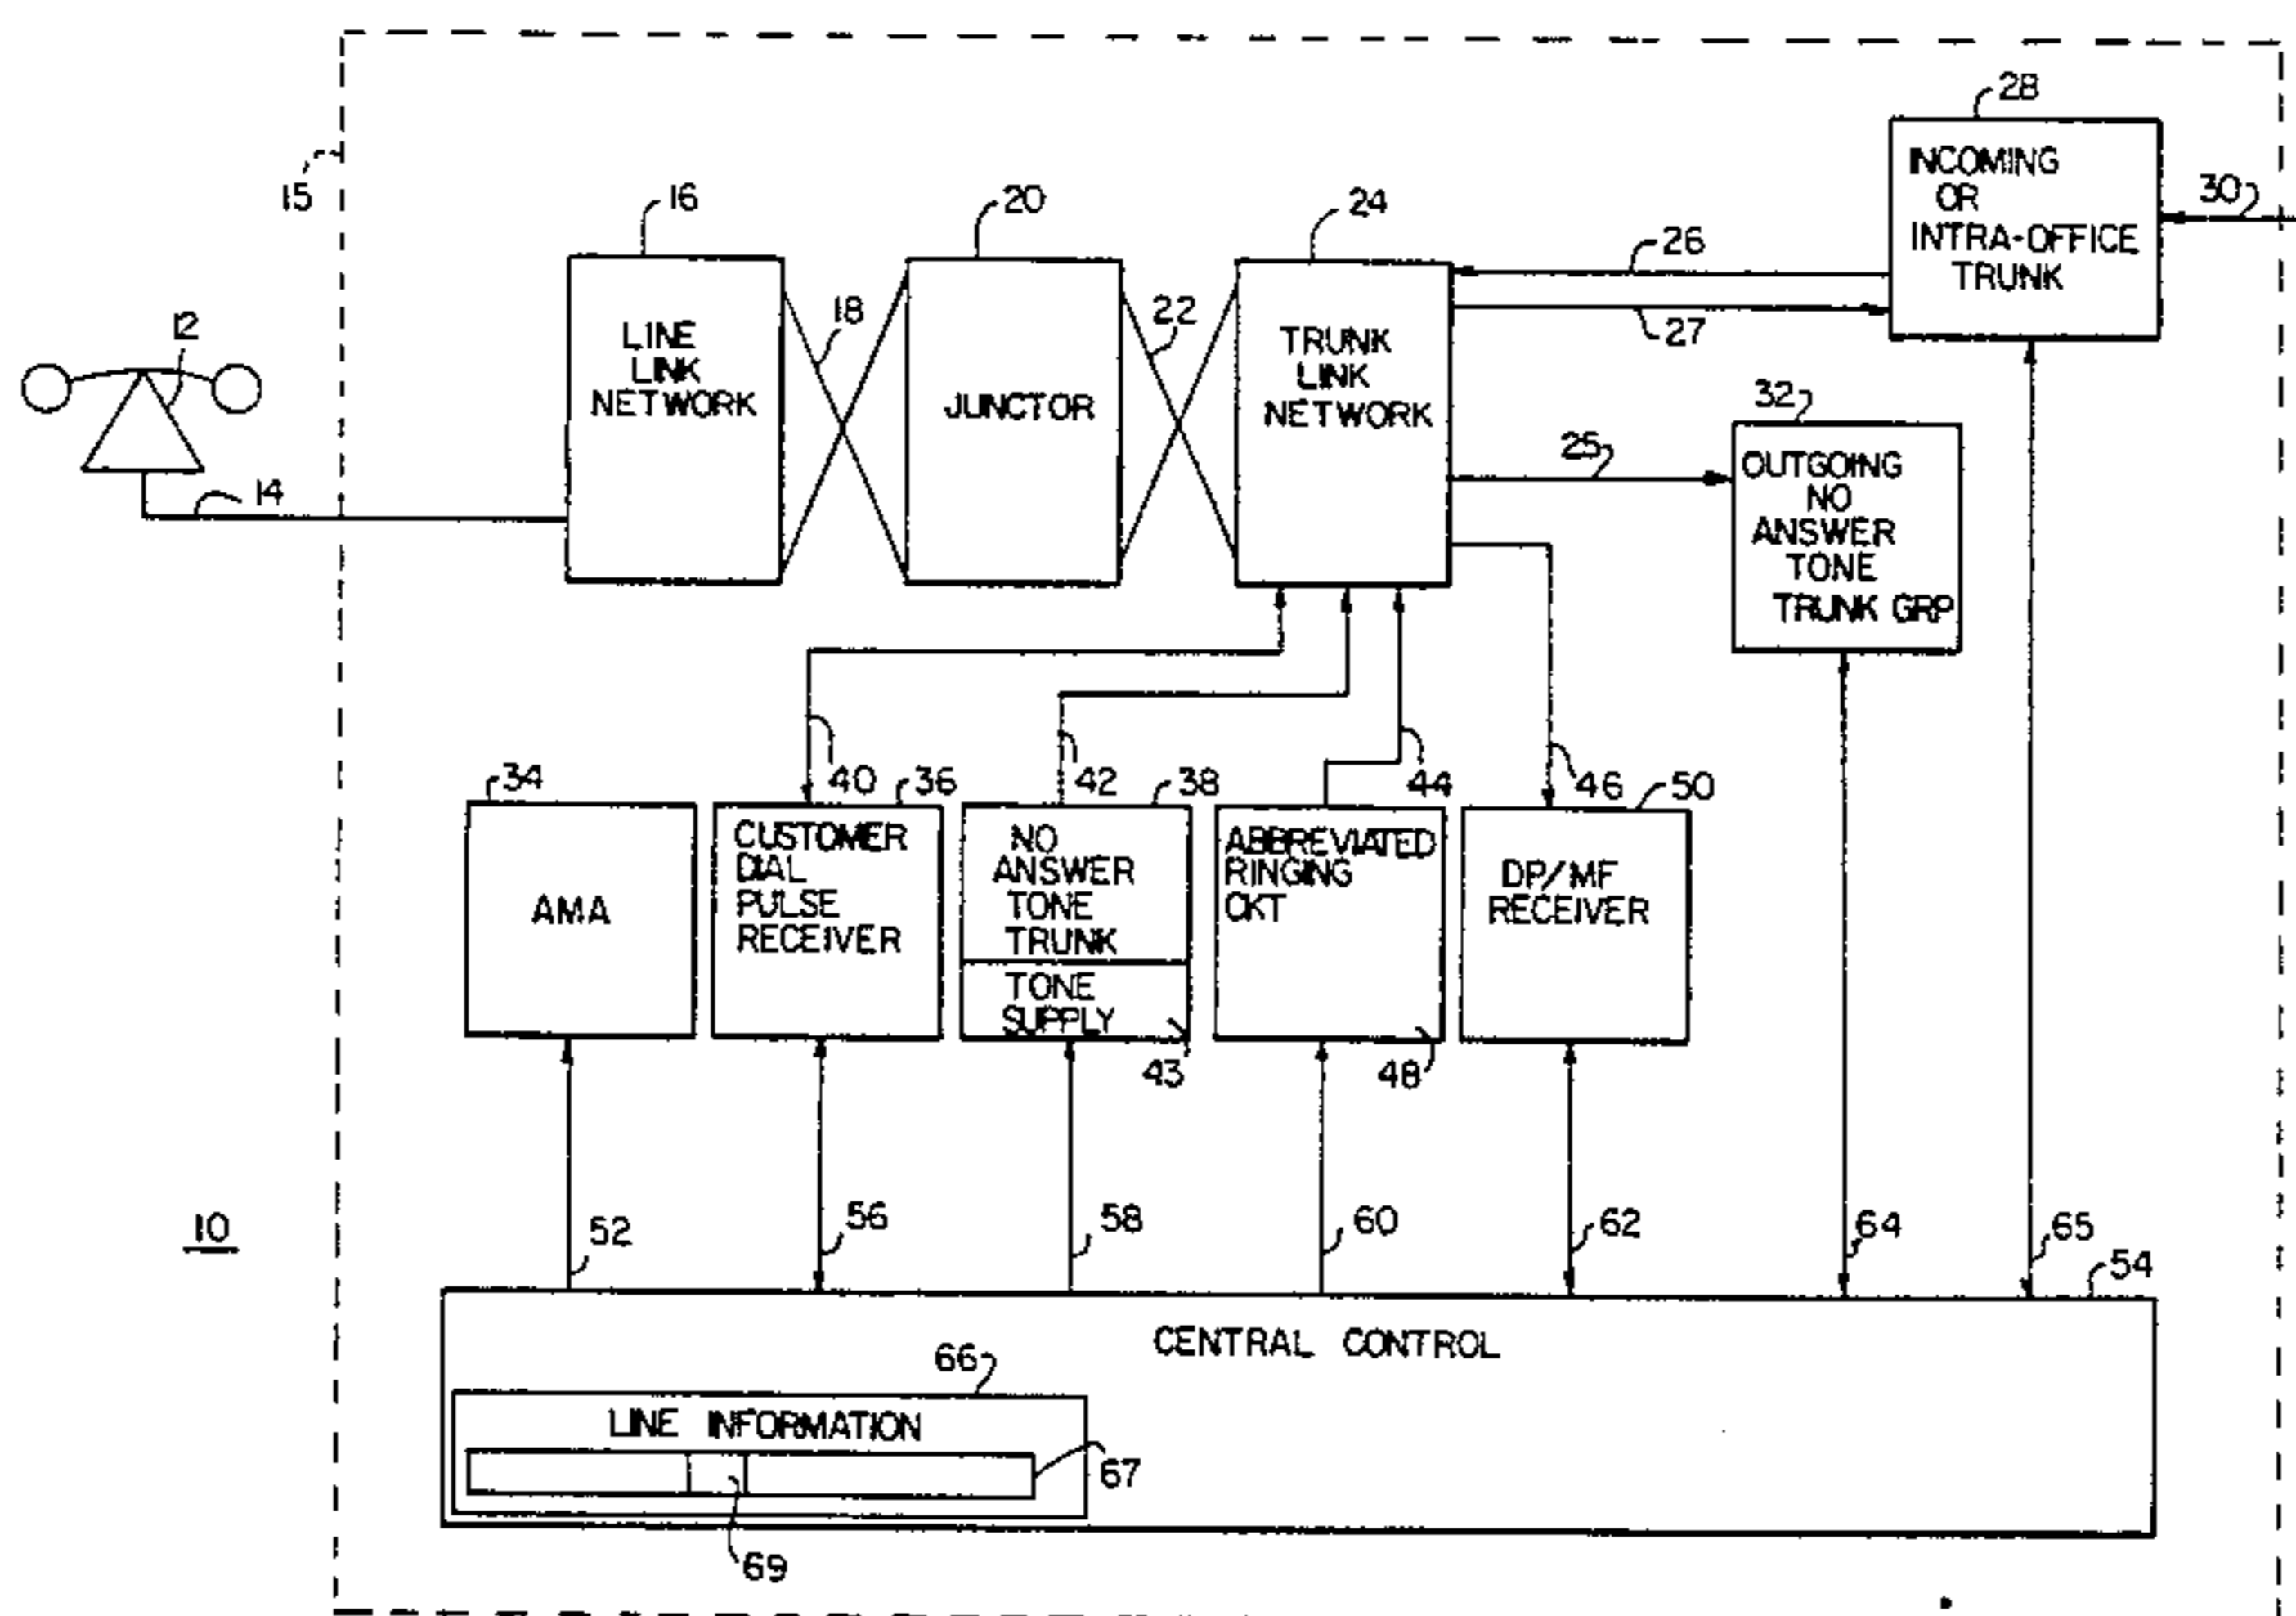 28
15
16
20
24
INCOMING
OR
INTRA-OFFICE
TRUNK
30
26
12
18
22
27
LINE
LINK
NETWORK
JUNCTOR
TRUNK
LINK
NETWORK
32
14
25
OUTGOING
NO
ANSWER
TONE
TRUNK GRP
34
40
36
42
38
44
46
50
AMA
CUSTOMER
DIAL
PULSE
RECEIVER
NO
ANSWER
TONE
TRUNK
TONE
SUPPLY
ABBREVIATED
RINGING
CKT
DP/MF
RECEIVER
43
48
10
52
56
58
60
62
64
65
54
CENTRAL CONTROL
66
LINE INFORMATION
67
69